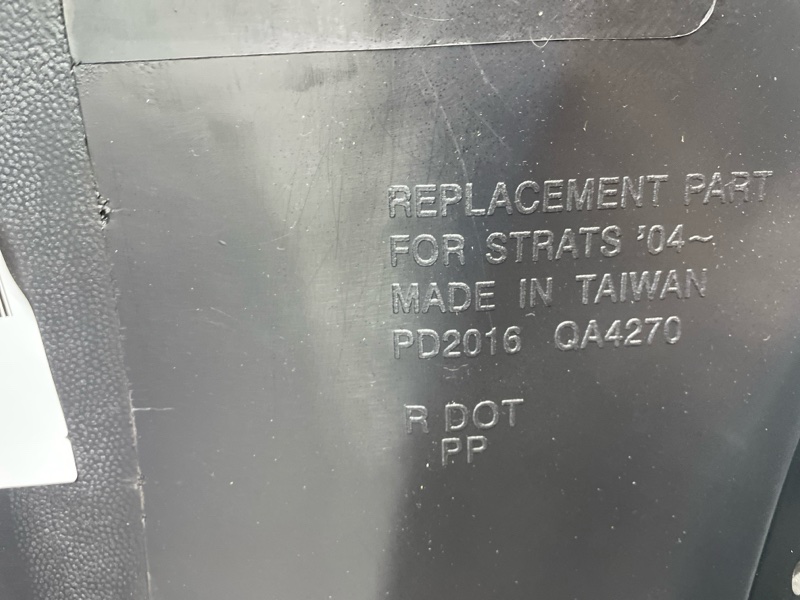 REPLACEMENT PART
FOR STRATS '04~
MADE IN TAIWAN
PD2016 QA4270
R DOT
PP